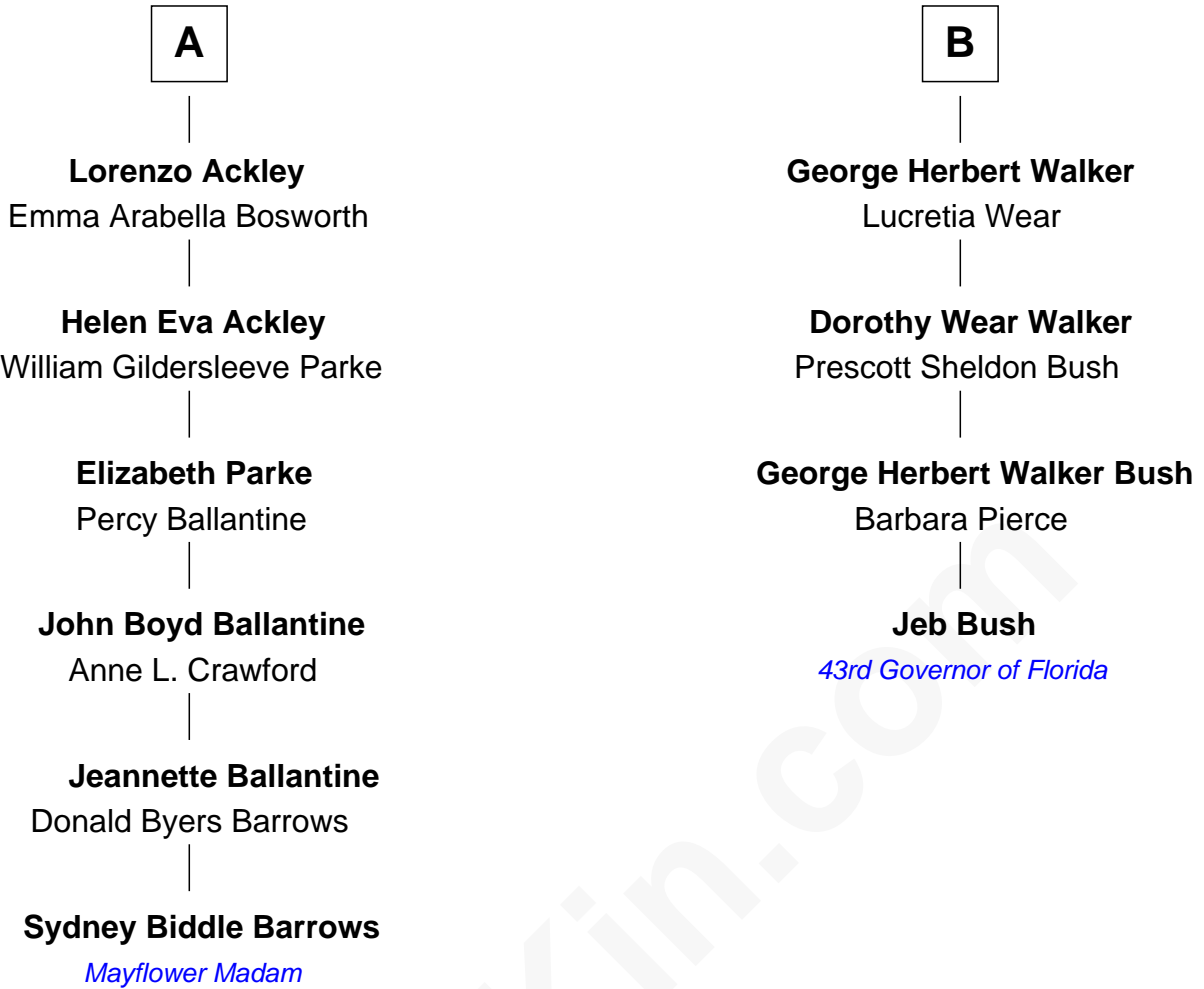 A
Lorenzo Ackley
Emma Arabella Bosworth
Helen Eva Ackley
William Gildersleeve Parke
Elizabeth Parke
Percy Ballantine
John Boyd Ballantine
Anne L. Crawford
Jeannette Ballantine
Donald Byers Barrows
Sydney Biddle Barrows
Mayflower Madam
B
George Herbert Walker
Lucretia Wear
Dorothy Wear Walker
Prescott Sheldon Bush
George Herbert Walker Bush
Barbara Pierce
Jeb Bush
43rd Governor of Florida
Kin.com